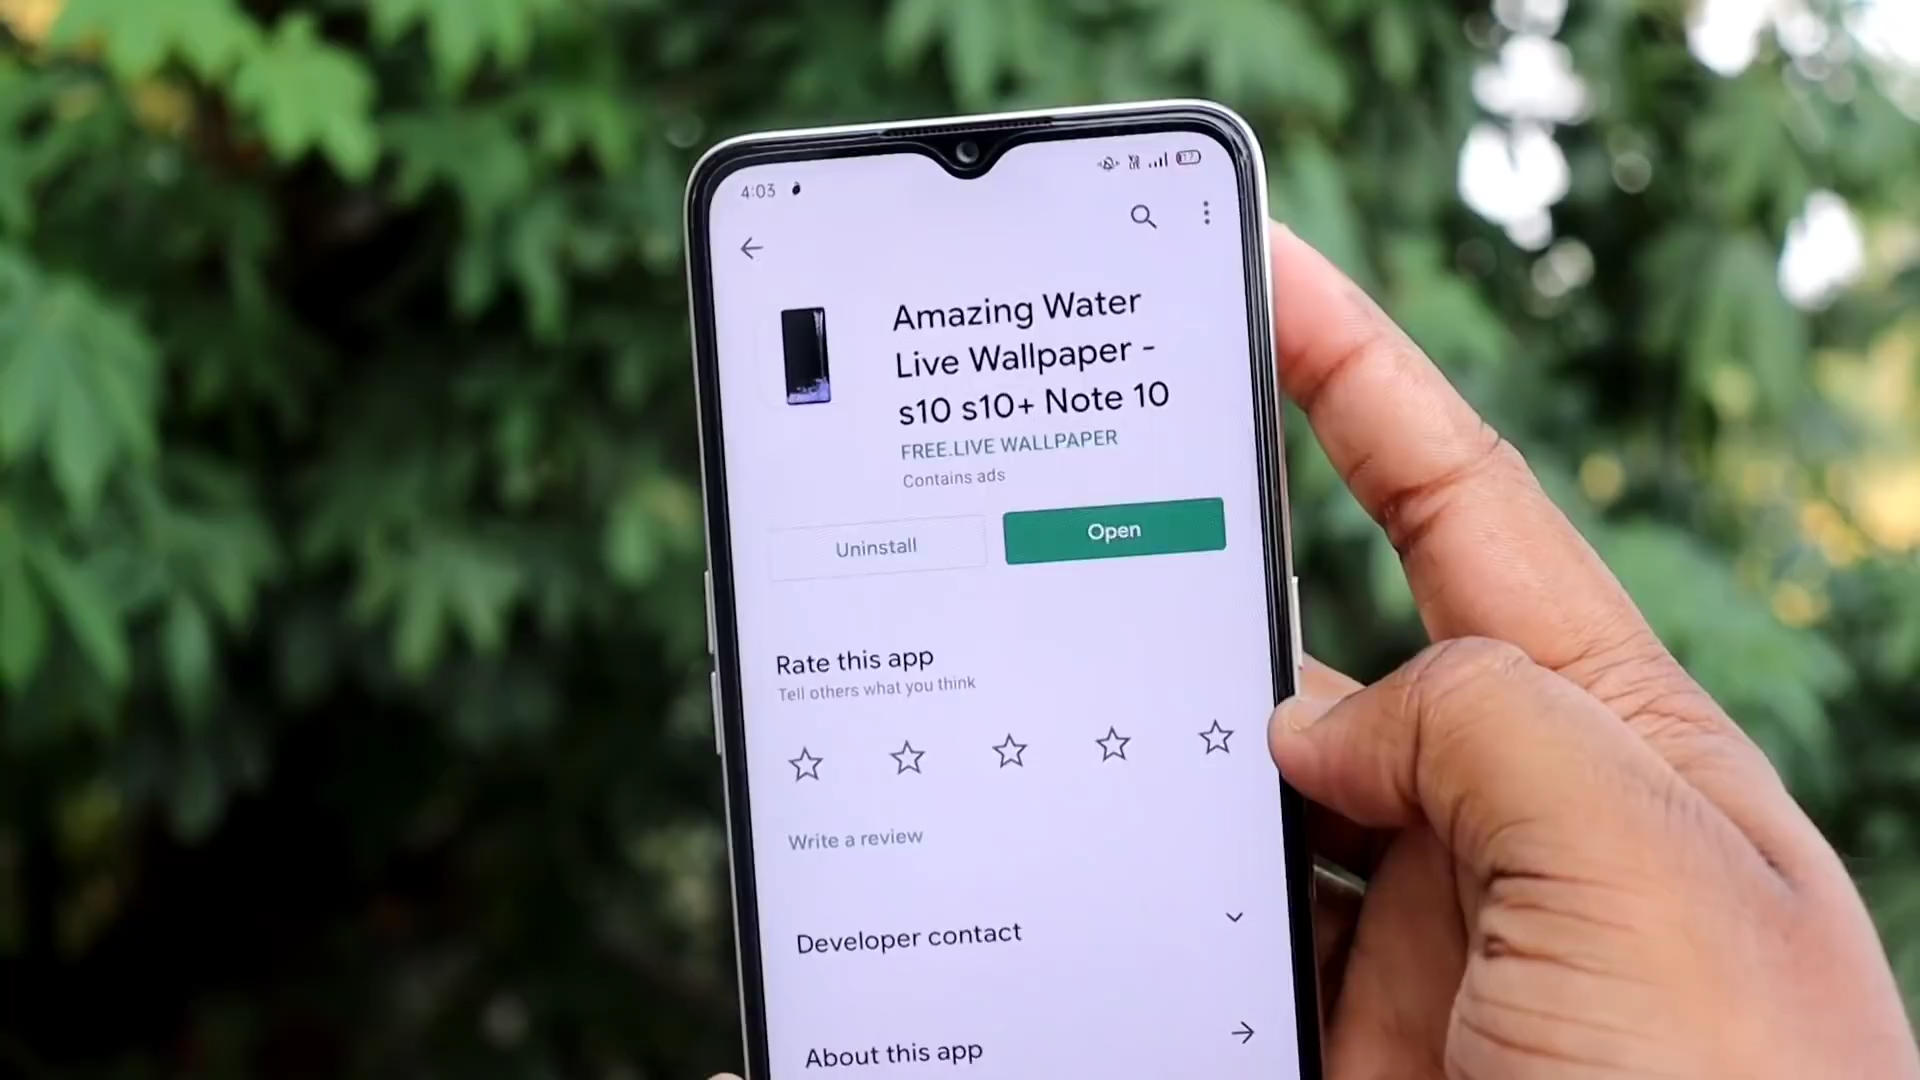 4:03
Amazing Water
Live Wallpaper -
s10 s10+ Note 10
FREE.LIVE WALLPAPER
Contains ads
Uninstall
Open
Rate this app
Tell others what you think
Write a review
Developer contact
About this app